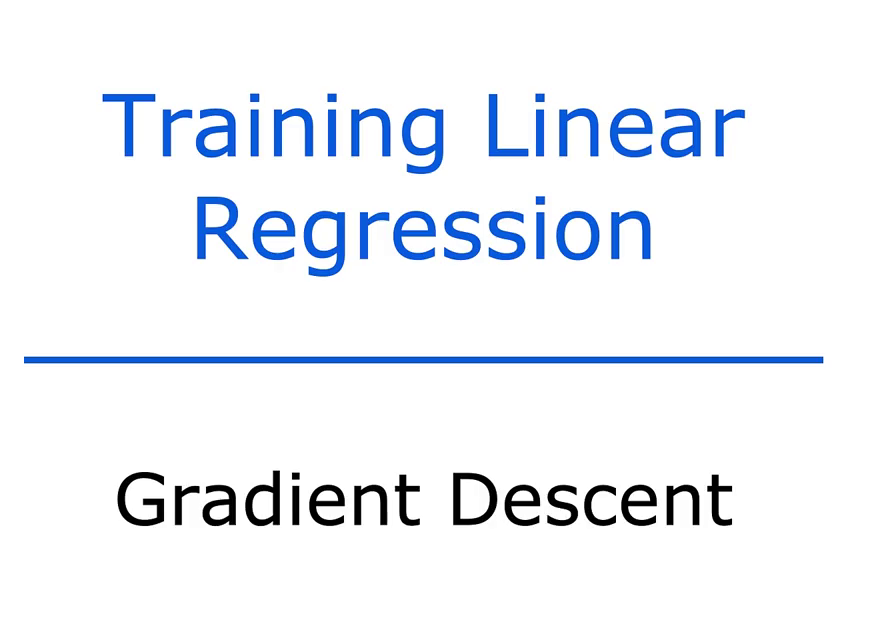 Training Linear
Regression
Gradient Descent